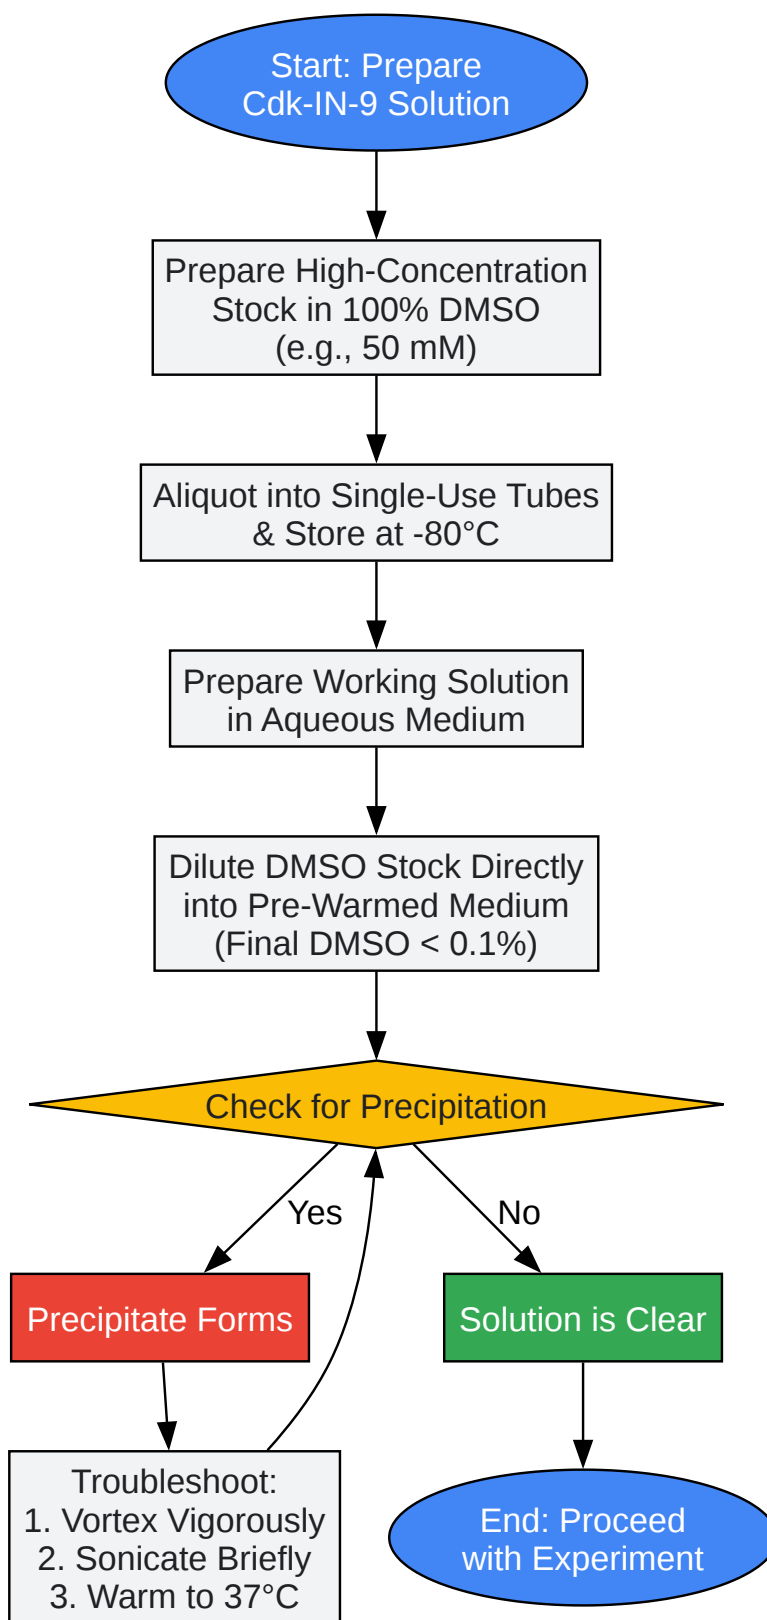 Start: Prepare
Cdk-IN-9 Solution
Prepare High-Concentration
Stock in 100% DMSO
(e.g., 50 mM)
Aliquot into Single-Use Tubes
& Store at -80°C
Prepare Working Solution
in Aqueous Medium
Dilute DMSO Stock Directly
into Pre-Warmed Medium
(Final DMSO < 0.1%)
Check for Precipitation
Yes
No
Precipitate Forms
Solution is Clear
Troubleshoot:
1. Vortex Vigorously
2. Sonicate Briefly
3. Warm to 37°C
End: Proceed
with Experiment